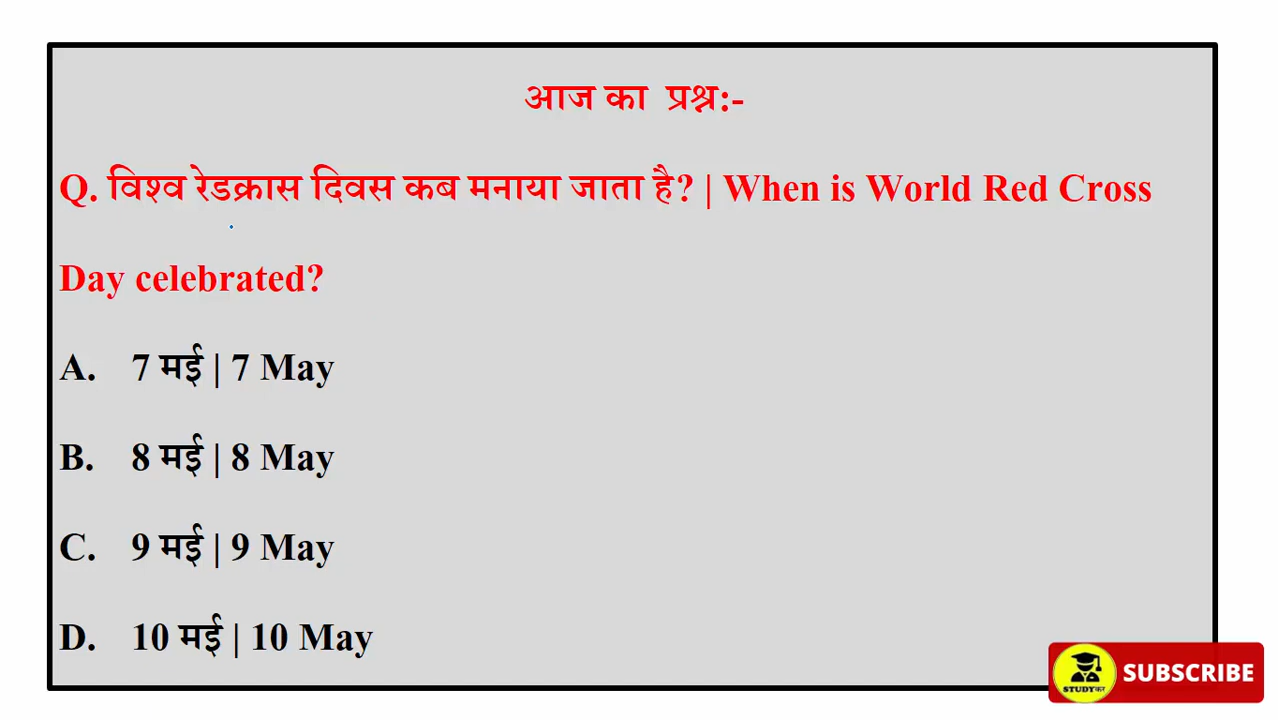 आज का प्रश्न:-
Q. विश्व रेडक्रास दिवस कब मनाया जाता है? | When is World Red Cross
Day celebrated?
A. 7 मई | 7 May
B. 8 मई | 8 May
C. 9 मई | 9 May
D. 10 मई | 10 May
STUDYकर
SUBSCRIBE